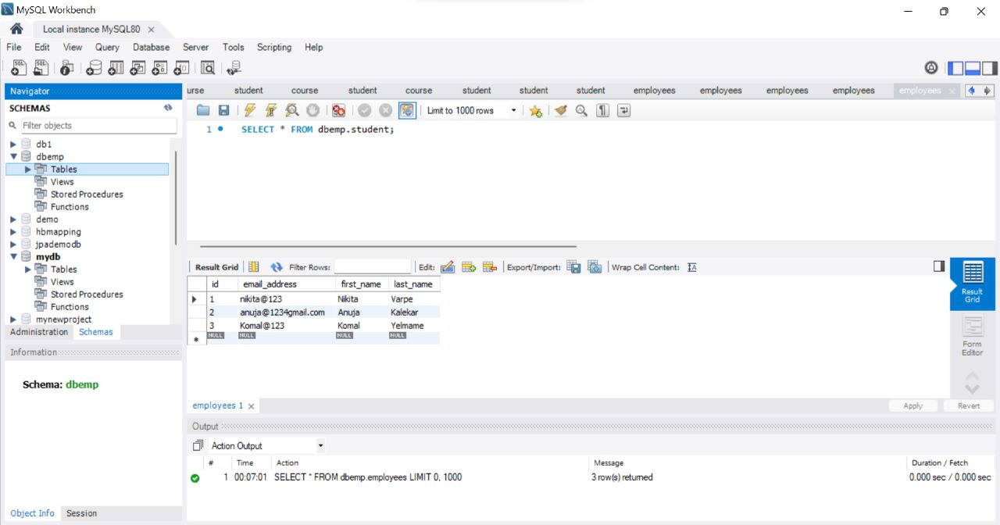 MySQL Workbench
Local instance MySQL80
File Edit View Query Database Server Tools Scripting Help
Navigator
SCHEMAS
Filter objects
db1
dbemp
Tables
Views
Stored Procedures
Functions
demo
hbmapping
jpademodb
mydb
Tables
Views
Stored Procedures
Functions
mynewproject
Administration Schemas
Information
Schema: dbemp
Object Info Session
urse student course student course student student student employees employees employees employees employees
Limit to 1000 rows
1 SELECT * FROM dbemp.student;
Result Grid Filter Rows: Edit: Export/Import: Wrap Cell Content:
id email_address first_name last_name
1 nikita@123 Nikita Varpe
2 anuja@1234gmail.com Anuja Kalekar
3 Komal@123 Komal Yelmame
NULL NULL NULL NULL
Result Grid
Form Editor
employees 1 Apply Revert
Output
Action Output
# Time Action Message Duration / Fetch
1 00:07:01 SELECT * FROM dbemp.employees LIMIT 0, 1000 3 row(s) returned 0.000 sec / 0.000 sec